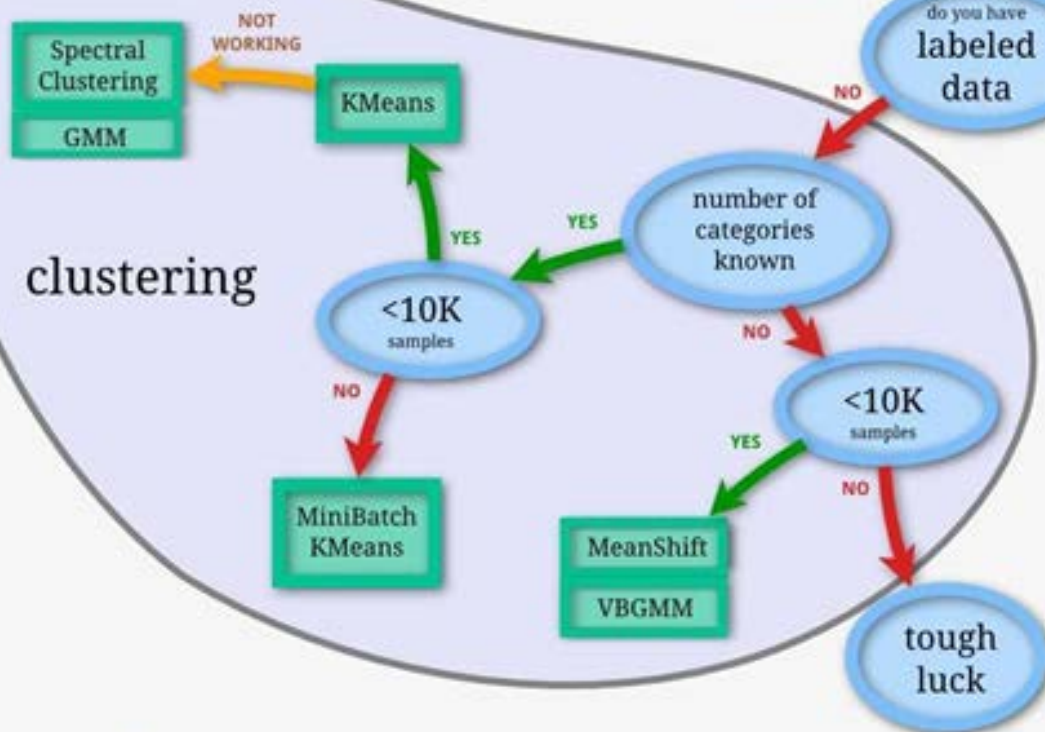 do you have
labeled
data
NO
NOT
WORKING
Spectral
Clustering
GMM
KMeans
number of
categories
known
YES
YES
clustering
<10K
samples
NO
NO
<10K
samples
YES
NO
MiniBatch
KMeans
MeanShift
VBGMM
tough
luck